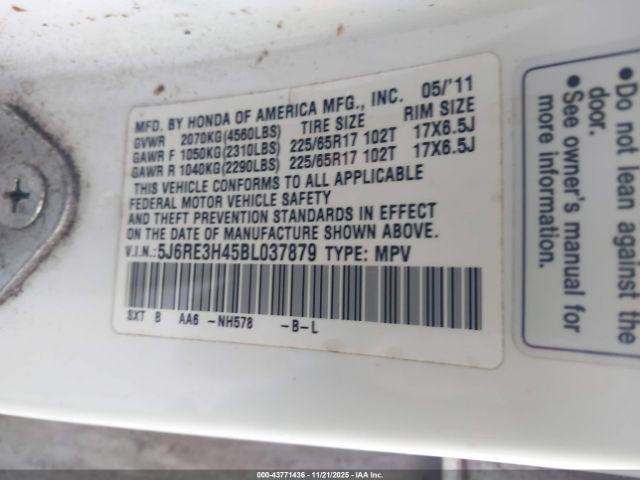 MFD. BY HONDA OF AMERICA MFG., INC. 05/'11
GVWR 2070KG(4560LBS) TIRE SIZE RIM SIZE
GAWR F 1050KG(2310LBS) 225/65R17 102T 17X6.5J
GAWR R 1040KG(2290LBS) 225/65R17 102T 17X6.5J
THIS VEHICLE CONFORMS TO ALL APPLICABLE
FEDERAL MOTOR VEHICLE SAFETY
AND THEFT PREVENTION STANDARDS IN EFFECT
ON THE DATE OF MANUFACTURE SHOWN ABOVE.
V.I.N.: 5J6RE3H45BL037879 TYPE: MPV
SXT B AA6 -NH578 -B-L
● Do not lean
door.
● See owner's
manual for
000-43771436 - 11/21/2025 - IAA Inc.